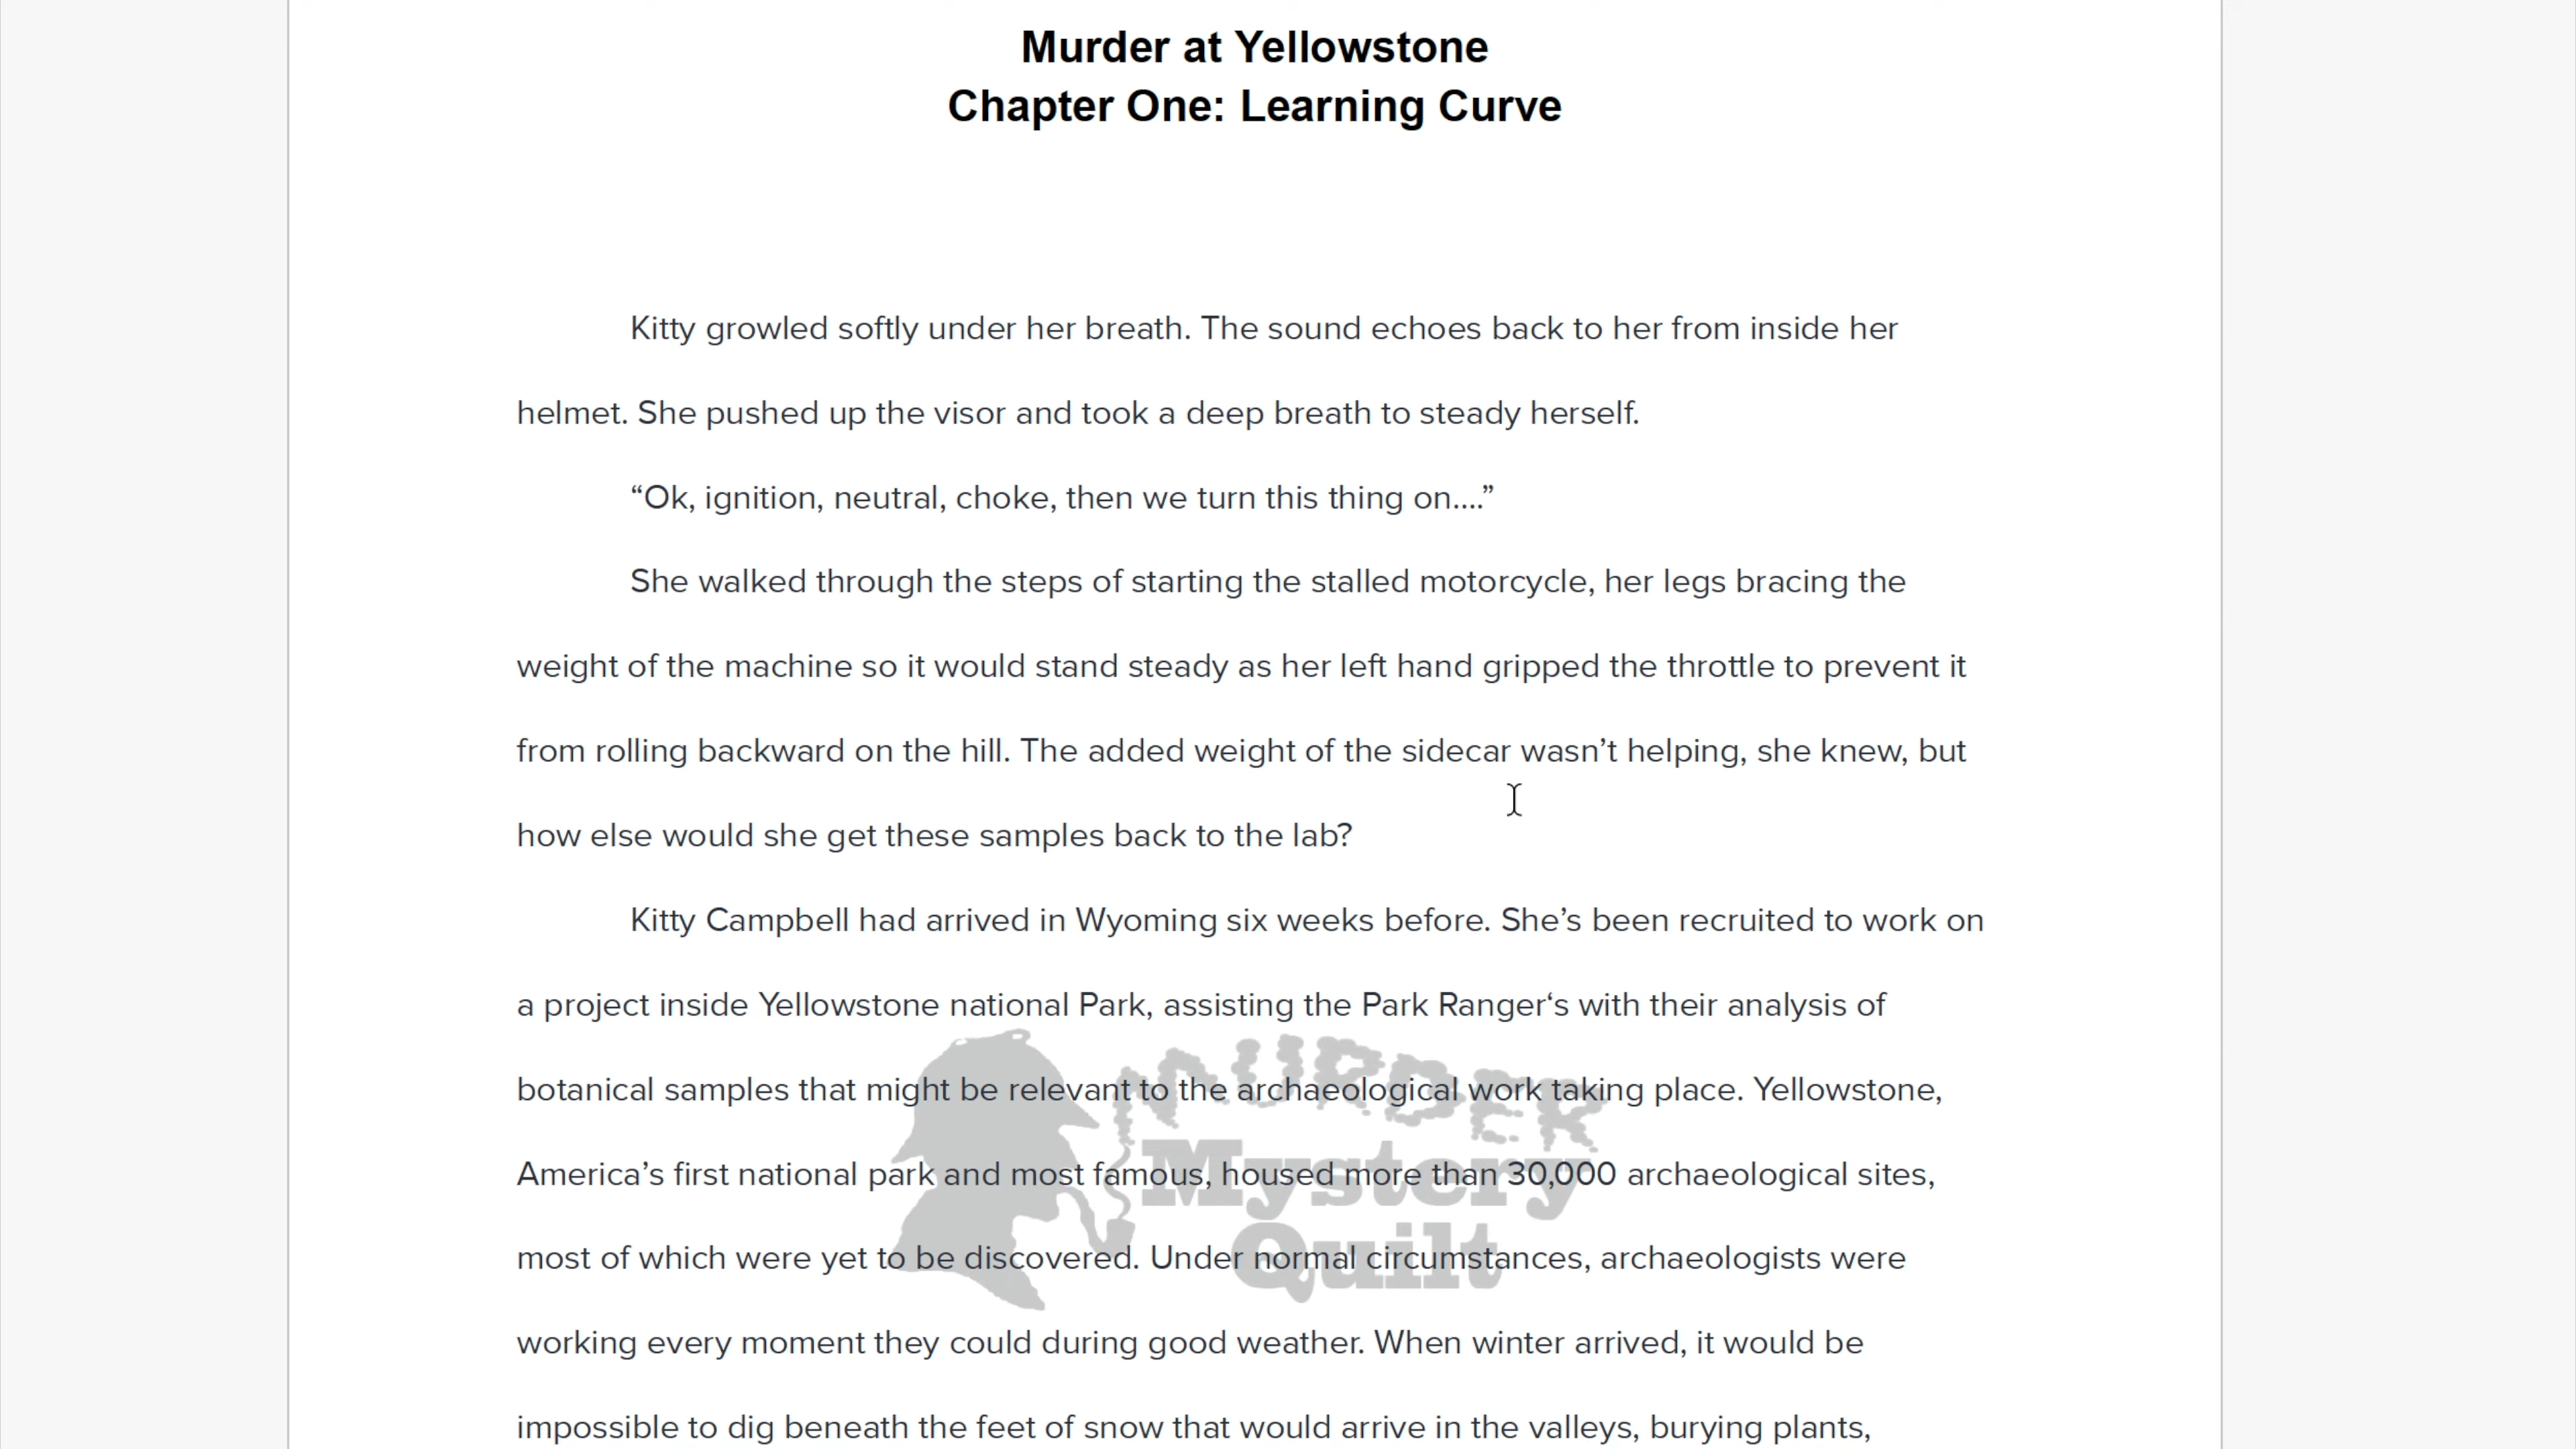 Murder at Yellowstone
Chapter One: Learning Curve
Kitty growled softly under her breath. The sound echoes back to her from inside her
helmet. She pushed up the visor and took a deep breath to steady herself.
“Ok, ignition, neutral, choke, then we turn this thing on....”
She walked through the steps of starting the stalled motorcycle, her legs bracing the
weight of the machine so it would stand steady as her left hand gripped the throttle to prevent it
from rolling backward on the hill. The added weight of the sidecar wasn’t helping, she knew, but
how else would she get these samples back to the lab?
Kitty Campbell had arrived in Wyoming six weeks before. She’s been recruited to work on
a project inside Yellowstone national Park, assisting the Park Ranger‘s with their analysis of
botanical samples that might be relevant to the archaeological work taking place. Yellowstone,
America’s first national park and most famous, housed more than 30,000 archaeological sites,
most of which were yet to be discovered. Under normal circumstances, archaeologists were
working every moment they could during good weather. When winter arrived, it would be
impossible to dig beneath the feet of snow that would arrive in the valleys, burying plants,
MURDER
Mystery
Quilt